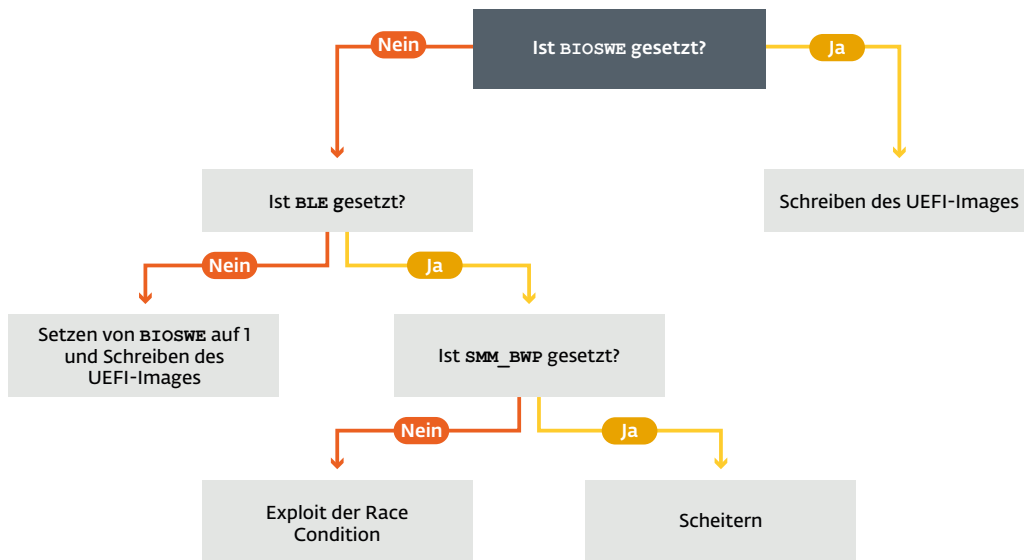 Ist BIOSWE gesetzt?
Nein
Ja
Ist BLE gesetzt?
Schreiben des UEFI-Images
Nein
Ja
Setzen von BIOSWE auf 1
und Schreiben des
UEFI-Images
Ist SMM_BWP gesetzt?
Nein
Ja
Exploit der Race
Condition
Scheitern